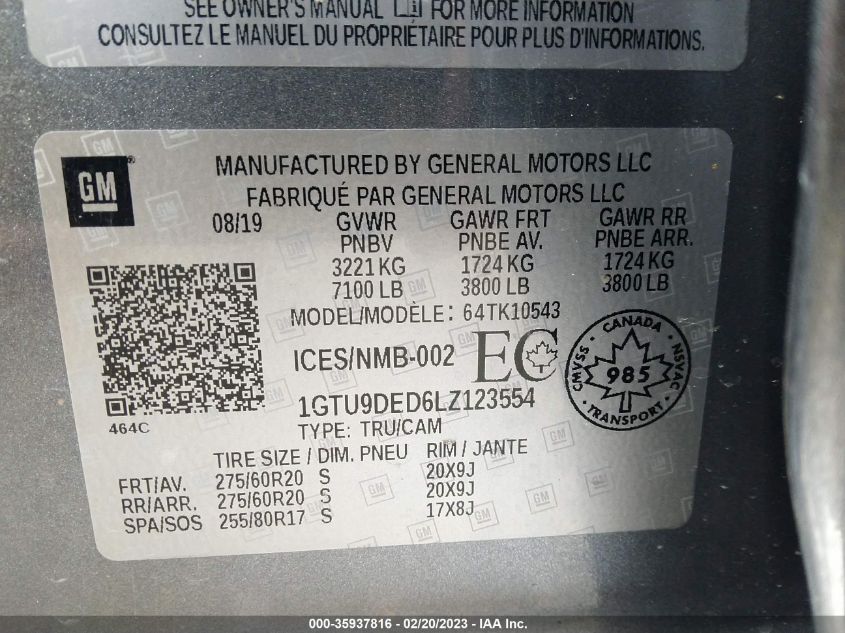 SEE OWNER'S MANUAL FOR MORE INFORMATION
CONSULTEZ LE MANUEL DU PROPRIÉTAIRE POUR PLUS D'INFORMATIONS.
GM
MANUFACTURED BY GENERAL MOTORS LLC
FABRIQUÉ PAR GENERAL MOTORS LLC
08/19 GVWR GAWR FRT GAWR RR
PNBV PNBE AV. PNBE ARR.
3221 KG 1724 KG 1724 KG
7100 LB 3800 LB 3800 LB
MODEL/MODÈLE: 64TK10543
ICES/NMB-002 EC
CANADA
CMVSS NSVAC
985
TRANSPORT
1GTU9DED6LZ123554
464C
TYPE: TRU/CAM
TIRE SIZE / DIM. PNEU RIM / JANTE
FRT/AV. 275/60R20 S 20X9J
RR/ARR. 275/60R20 S 20X9J
SPA/SOS 255/80R17 S 17X8J
000-35937816 - 02/20/2023 - IAA Inc.